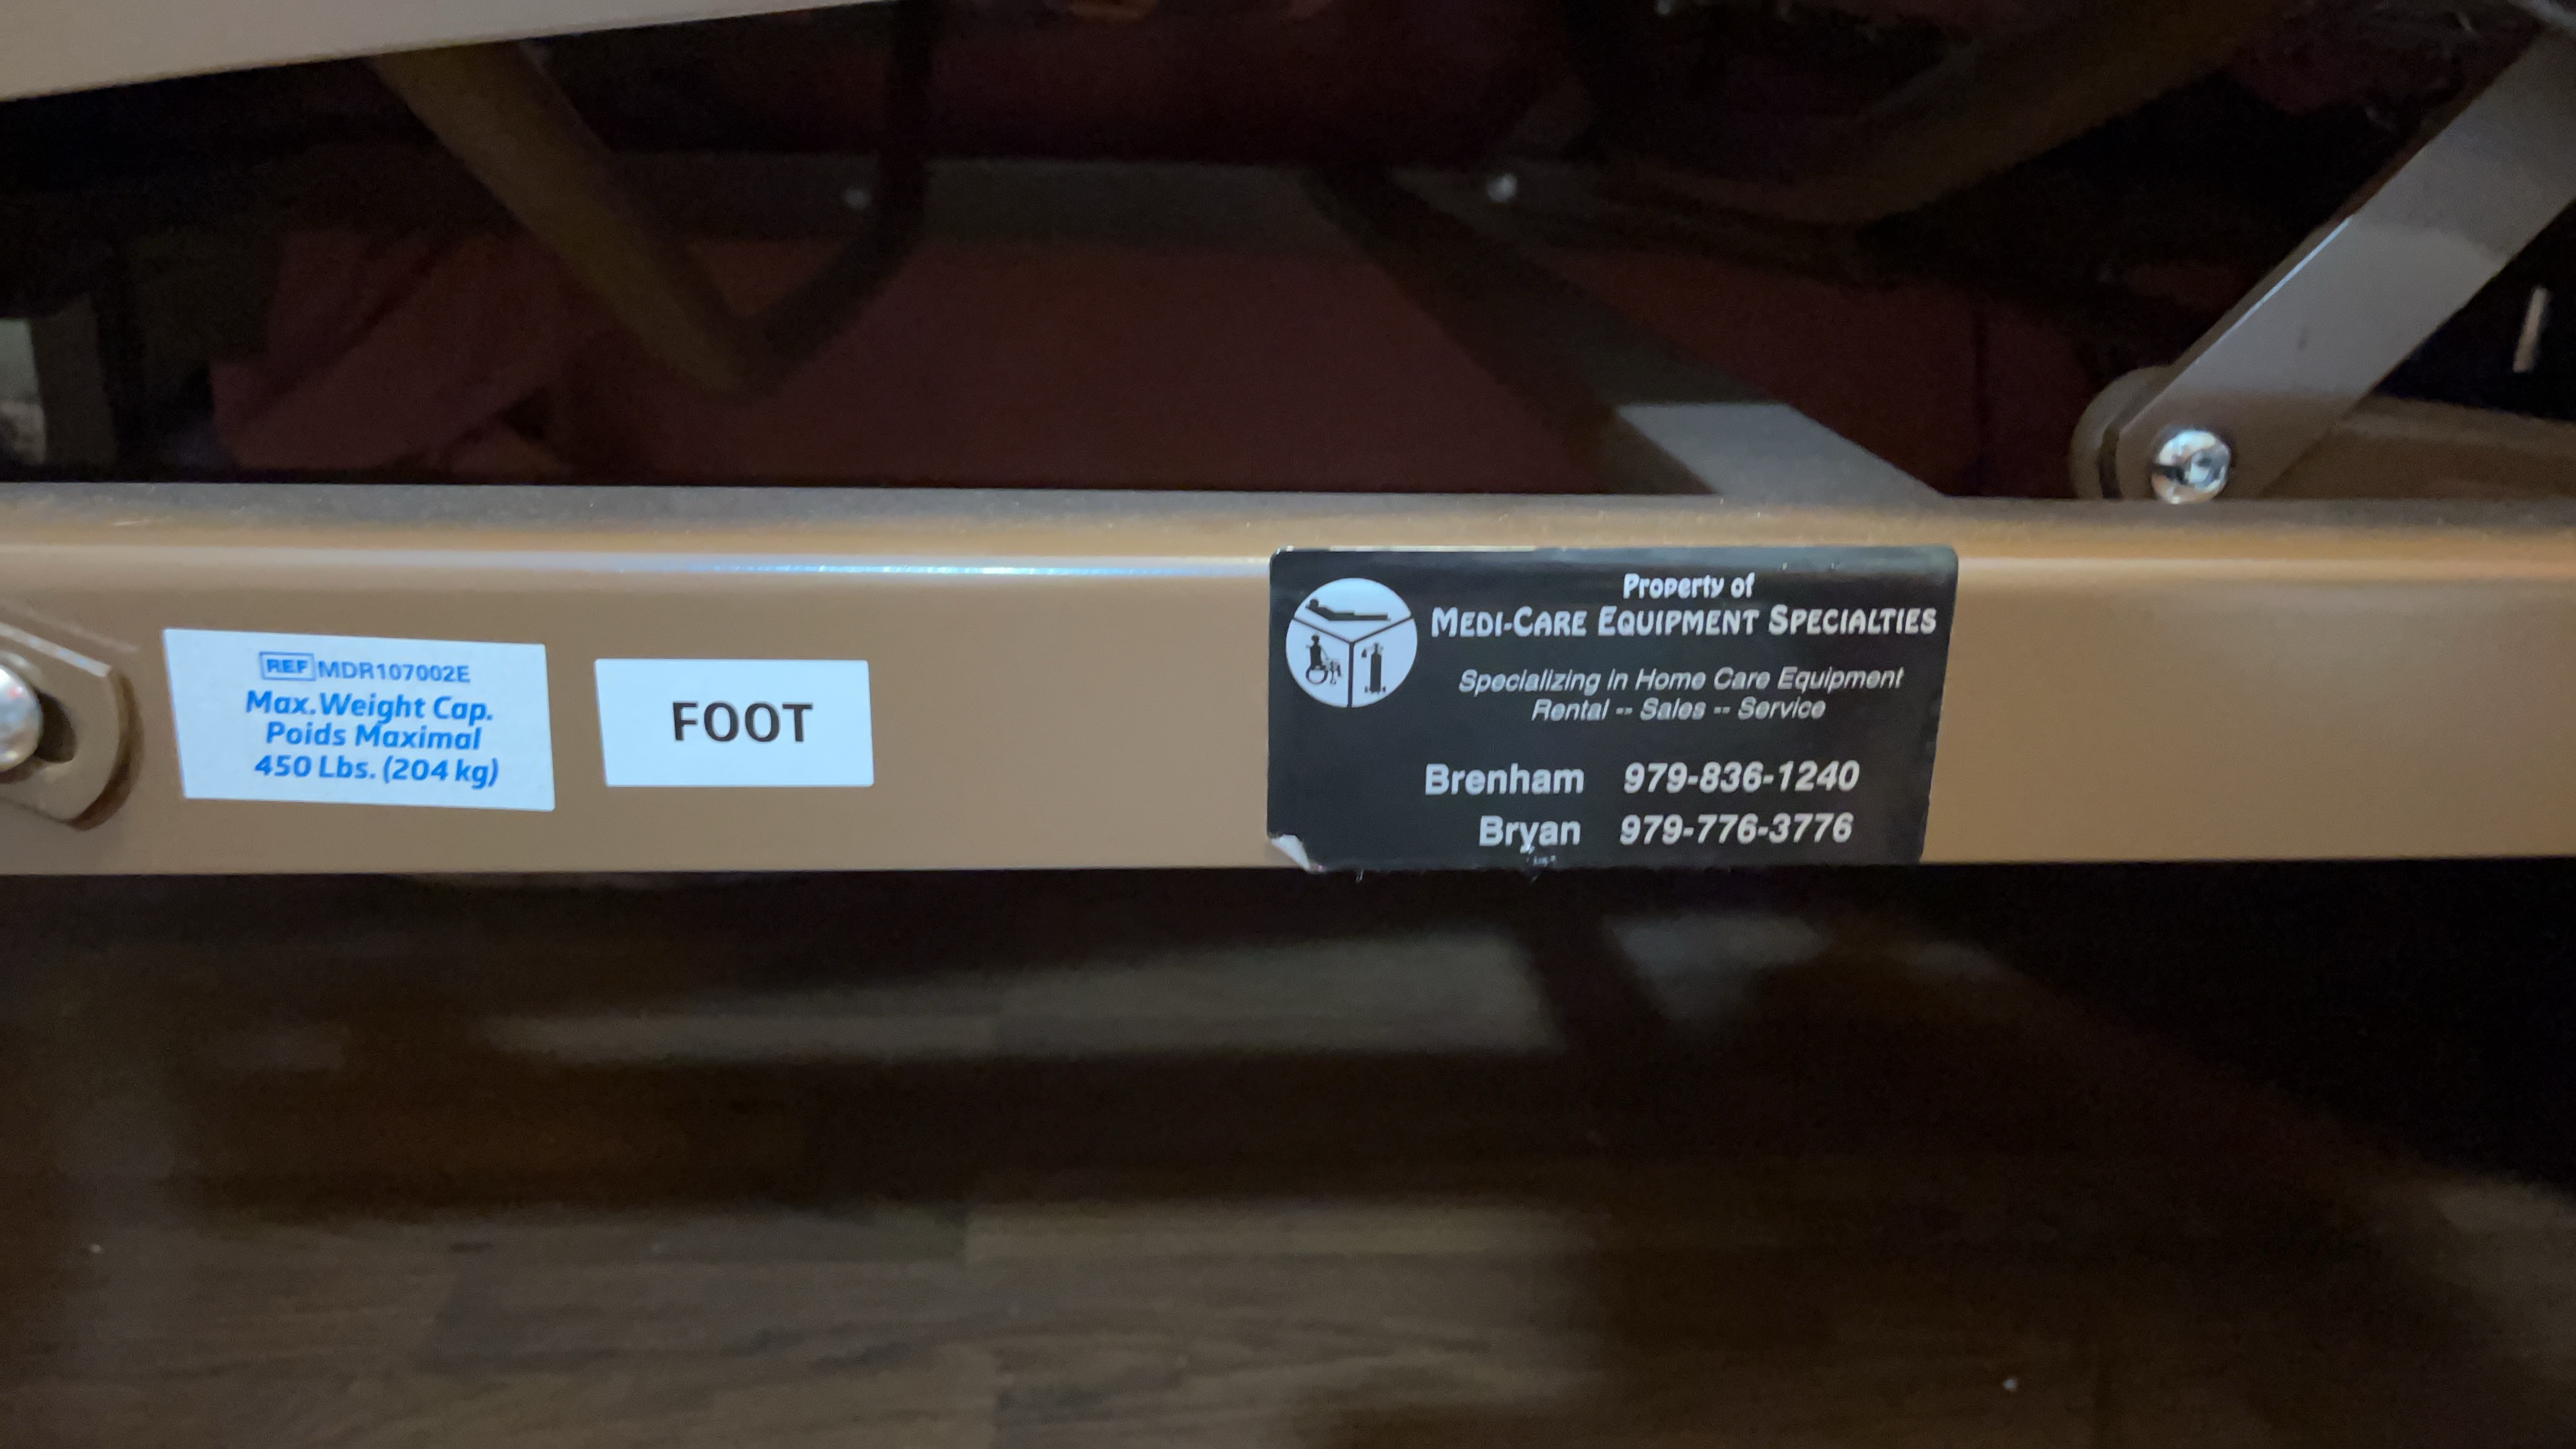 REF MDR107002E
Max. Weight Cap.
Poids Maximal
450 Lbs. (204 kg)
FOOT
Property of
MEDI-CARE EQUIPMENT SPECIALTIES
Specializing in Home Care Equipment
Rental -- Sales -- Service
Brenham 979-836-1240
Bryan 979-776-3776